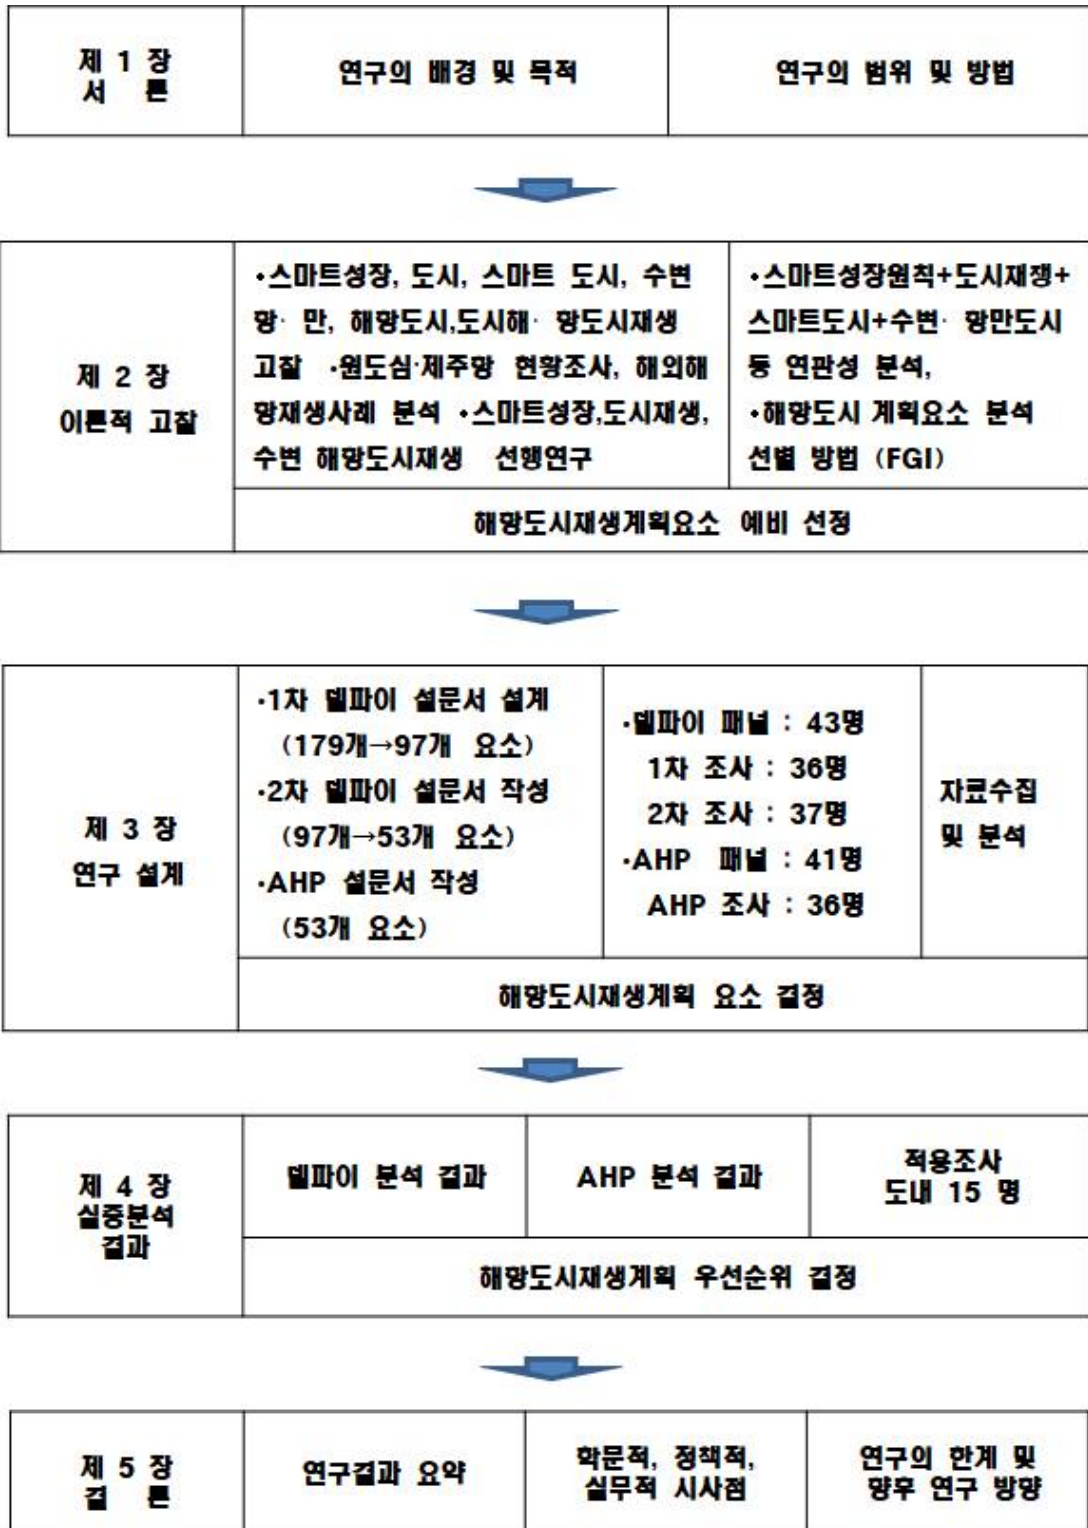 제 1 장
서 론
연구의 배경 및 목적
연구의 범위 및 방법
제 2 장
이론적 고찰
•스마트성장, 도시, 스마트 도시, 수변
항· 만, 해항도시,도시해· 항도시재생
고찰 ·원도심·제주항 현황조사, 해외해
항재생사례 분석 •스마트성장,도시재생,
수변 해항도시재생 선행연구
•스마트성장원칙+도시재쟁+
스마트도시+수변· 항만도시
등 연관성 분석,
•해항도시 계획요소 분석
선별 방법 (FGI)
해항도시재생계획요소 예비 선정
제 3 장
연구 설계
·1차 델파이 설문서 설계
(179개→97개 요소)
·2차 델파이 설문서 작성
(97개→53개 요소)
·AHP 설문서 작성
(53개 요소)
·델파이 패널 : 43명
1차 조사 : 36명
2차 조사 : 37명
·AHP 패널 : 41명
AHP 조사 : 36명
자료수집
및 분석
해항도시재생계획 요소 결정
제 4 장
실증분석
결과
델파이 분석 결과
AHP 분석 결과
적용조사
도내 15 명
해항도시재생계획 우선순위 결정
제 5 장
결 론
연구결과 요약
학문적, 정책적,
실무적 시사점
연구의 한계 및
향후 연구 방향